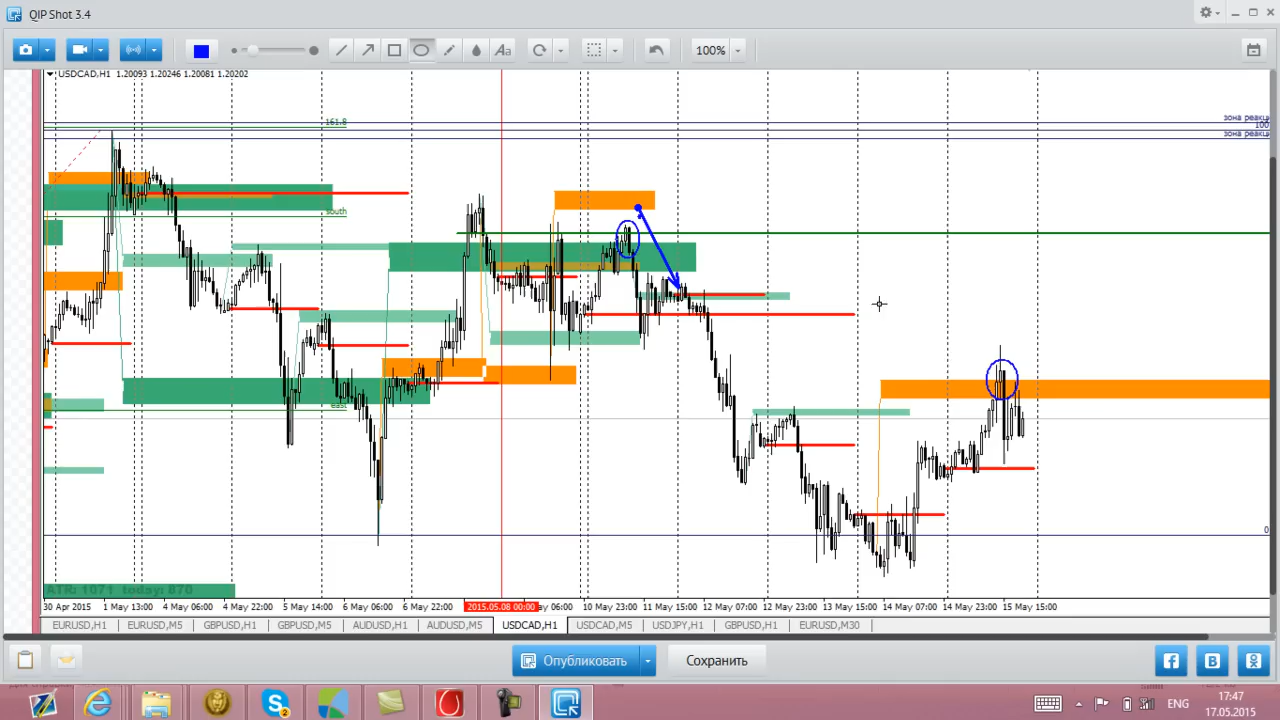 QIP Shot 3.4
Aa
100%
USDCAD,H1 1.20093 1.20246 1.20081 1.20202
161.8
зона реакц
100
зона реакц
south
east
0
ATR: 1071 today: 870
30 Apr 2015 1 May 13:00 4 May 06:00 4 May 22:00 5 May 14:00 6 May 06:00 6 May 22:00 2015.05.08 00:00 ay 06:00 10 May 23:00 11 May 15:00 12 May 07:00 12 May 23:00 13 May 15:00 14 May 07:00 14 May 23:00 15 May 15:00
EURUSD,H1 EURUSD,M5 GBPUSD,H1 GBPUSD,M5 AUDUSD,H1 AUDUSD,M5 USDCAD,H1 USDCAD,M5 USDJPY,H1 GBPUSD,H1 EURUSD,M30
Опубликовать Сохранить
2
ENG
17:47
17.05.2015